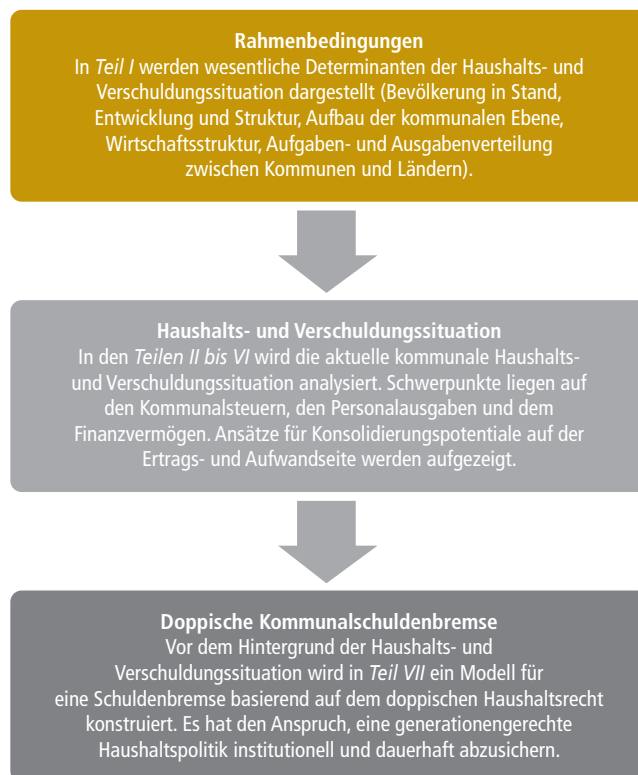 Rahmenbedingungen
In Teil I werden wesentliche Determinanten der Haushalts- und
Verschuldungssituation dargestellt (Bevölkerung in Stand,
Entwicklung und Struktur, Aufbau der kommunalen Ebene,
Wirtschaftsstruktur, Aufgaben- und Ausgabenverteilung
zwischen Kommunen und Ländern).
Haushalts- und Verschuldungssituation
In den Teilen II bis VI wird die aktuelle kommunale Haushalts-
und Verschuldungssituation analysiert. Schwerpunkte liegen auf
den Kommunalsteuern, den Personalausgaben und dem
Finanzvermögen. Ansätze für Konsolidierungspotentiale auf der
Ertrags- und Aufwandseite werden aufgezeigt.
Doppische Kommunalschuldenbremse
Vor dem Hintergrund der Haushalts- und
Verschuldungssituation wird in Teil VII ein Modell für
eine Schuldenbremse basierend auf dem doppischen Haushaltsrecht
konstruiert. Es hat den Anspruch, eine generationengerechte
Haushaltspolitik institutionell und dauerhaft abzusichern.